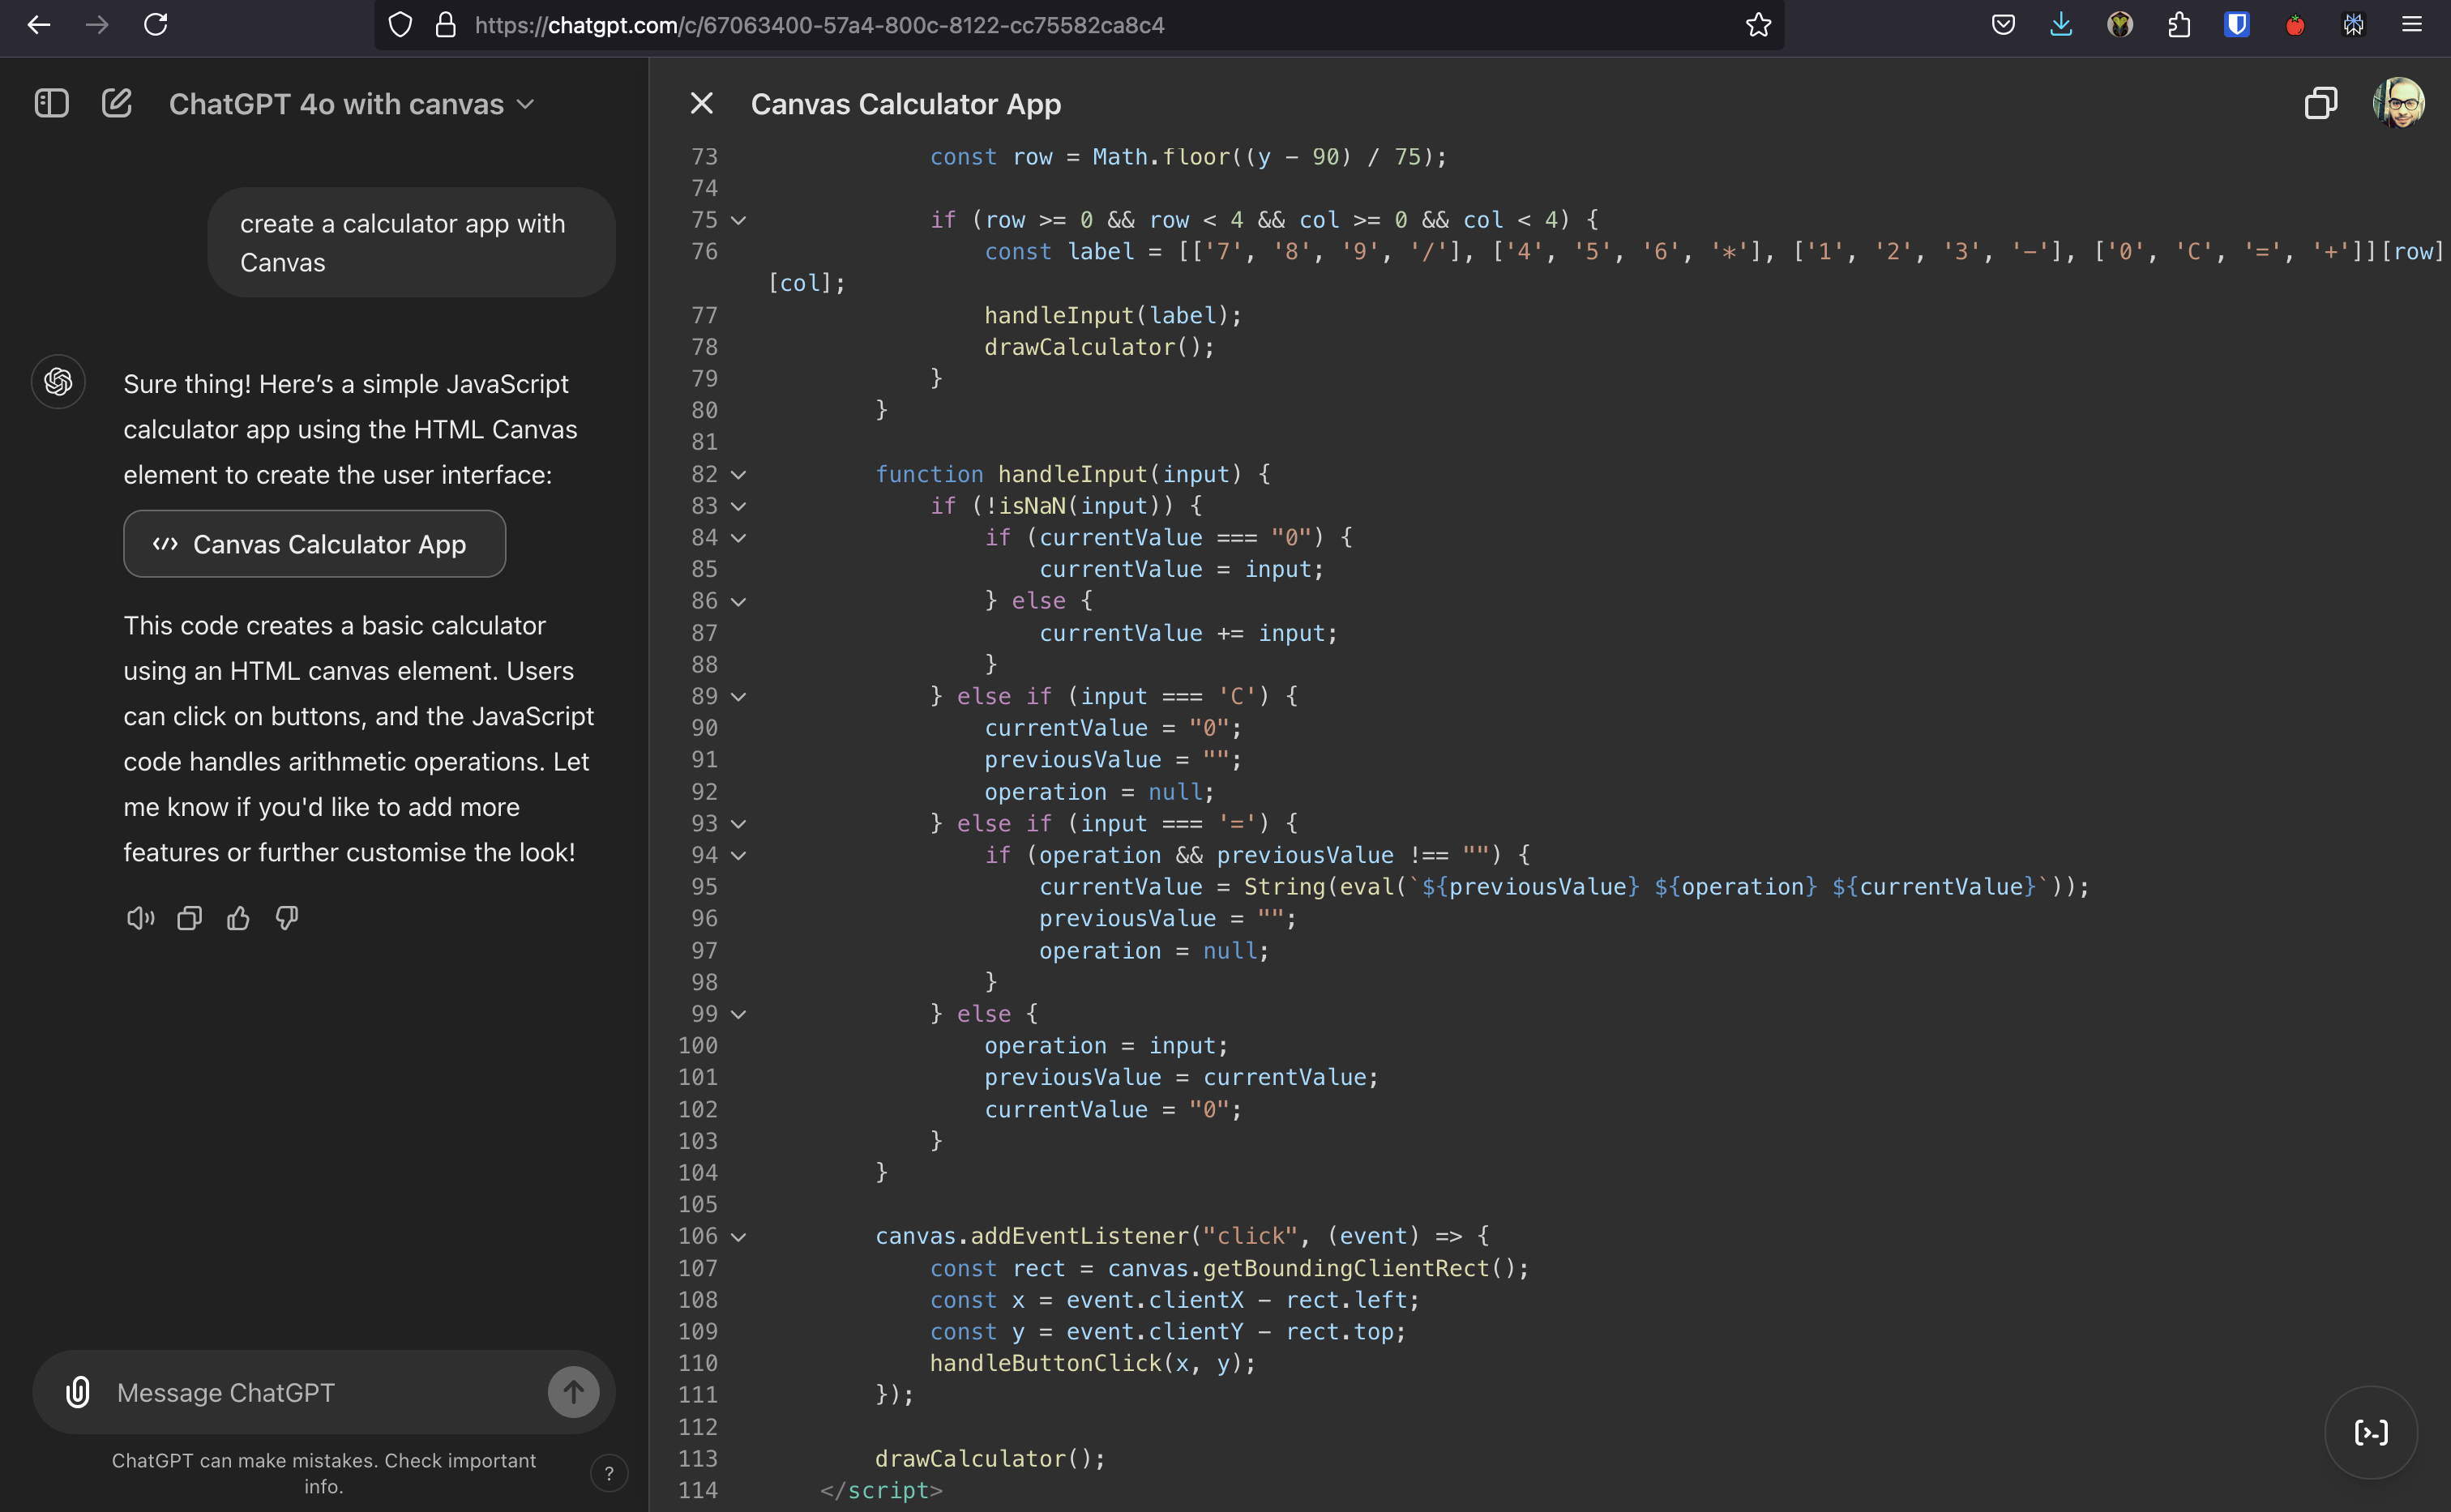 https://chatgpt.com/c/67063400-57a4-800c-8122-cc75582ca8c4
ChatGPT 4o with canvas
create a calculator app with
Canvas
Sure thing! Here’s a simple JavaScript
calculator app using the HTML Canvas
element to create the user interface:
Canvas Calculator App
This code creates a basic calculator
using an HTML canvas element. Users
can click on buttons, and the JavaScript
code handles arithmetic operations. Let
me know if you'd like to add more
features or further customise the look!
Message ChatGPT
ChatGPT can make mistakes. Check important
info.
?
Canvas Calculator App
73             const row = Math.floor((y - 90) / 75);
74
75             if (row >= 0 && row < 4 && col >= 0 && col < 4) {
76                 const label = [['7', '8', '9', '/'], ['4', '5', '6', '*'], ['1', '2', '3', '-'], ['0', 'C', '=', '+']][row]
[col];
77                 handleInput(label);
78                 drawCalculator();
79             }
80         }
81
82         function handleInput(input) {
83             if (!isNaN(input)) {
84                 if (currentValue === "0") {
85                     currentValue = input;
86                 } else {
87                     currentValue += input;
88                 }
89             } else if (input === 'C') {
90                 currentValue = "0";
91                 previousValue = "";
92                 operation = null;
93             } else if (input === '=') {
94                 if (operation && previousValue !== "") {
95                     currentValue = String(eval(`${previousValue} ${operation} ${currentValue}`));
96                     previousValue = "";
97                     operation = null;
98                 }
99             } else {
100                 operation = input;
101                 previousValue = currentValue;
102                 currentValue = "0";
103             }
104         }
105
106         canvas.addEventListener("click", (event) => {
107             const rect = canvas.getBoundingClientRect();
108             const x = event.clientX - rect.left;
109             const y = event.clientY - rect.top;
110             handleButtonClick(x, y);
111         });
112
113         drawCalculator();
114     </script>